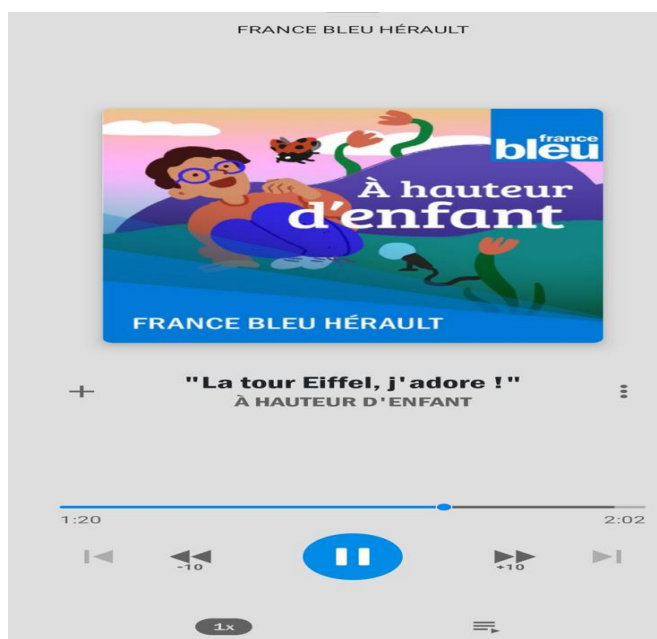 FRANCE BLEU HÉRAULT
france
bleu
À hauteur
d'enfant
FRANCE BLEU HÉRAULT
"La tour Eiffel, j'adore !"
À HAUTEUR D'ENFANT
1:20
2:02
-10
+10
1x